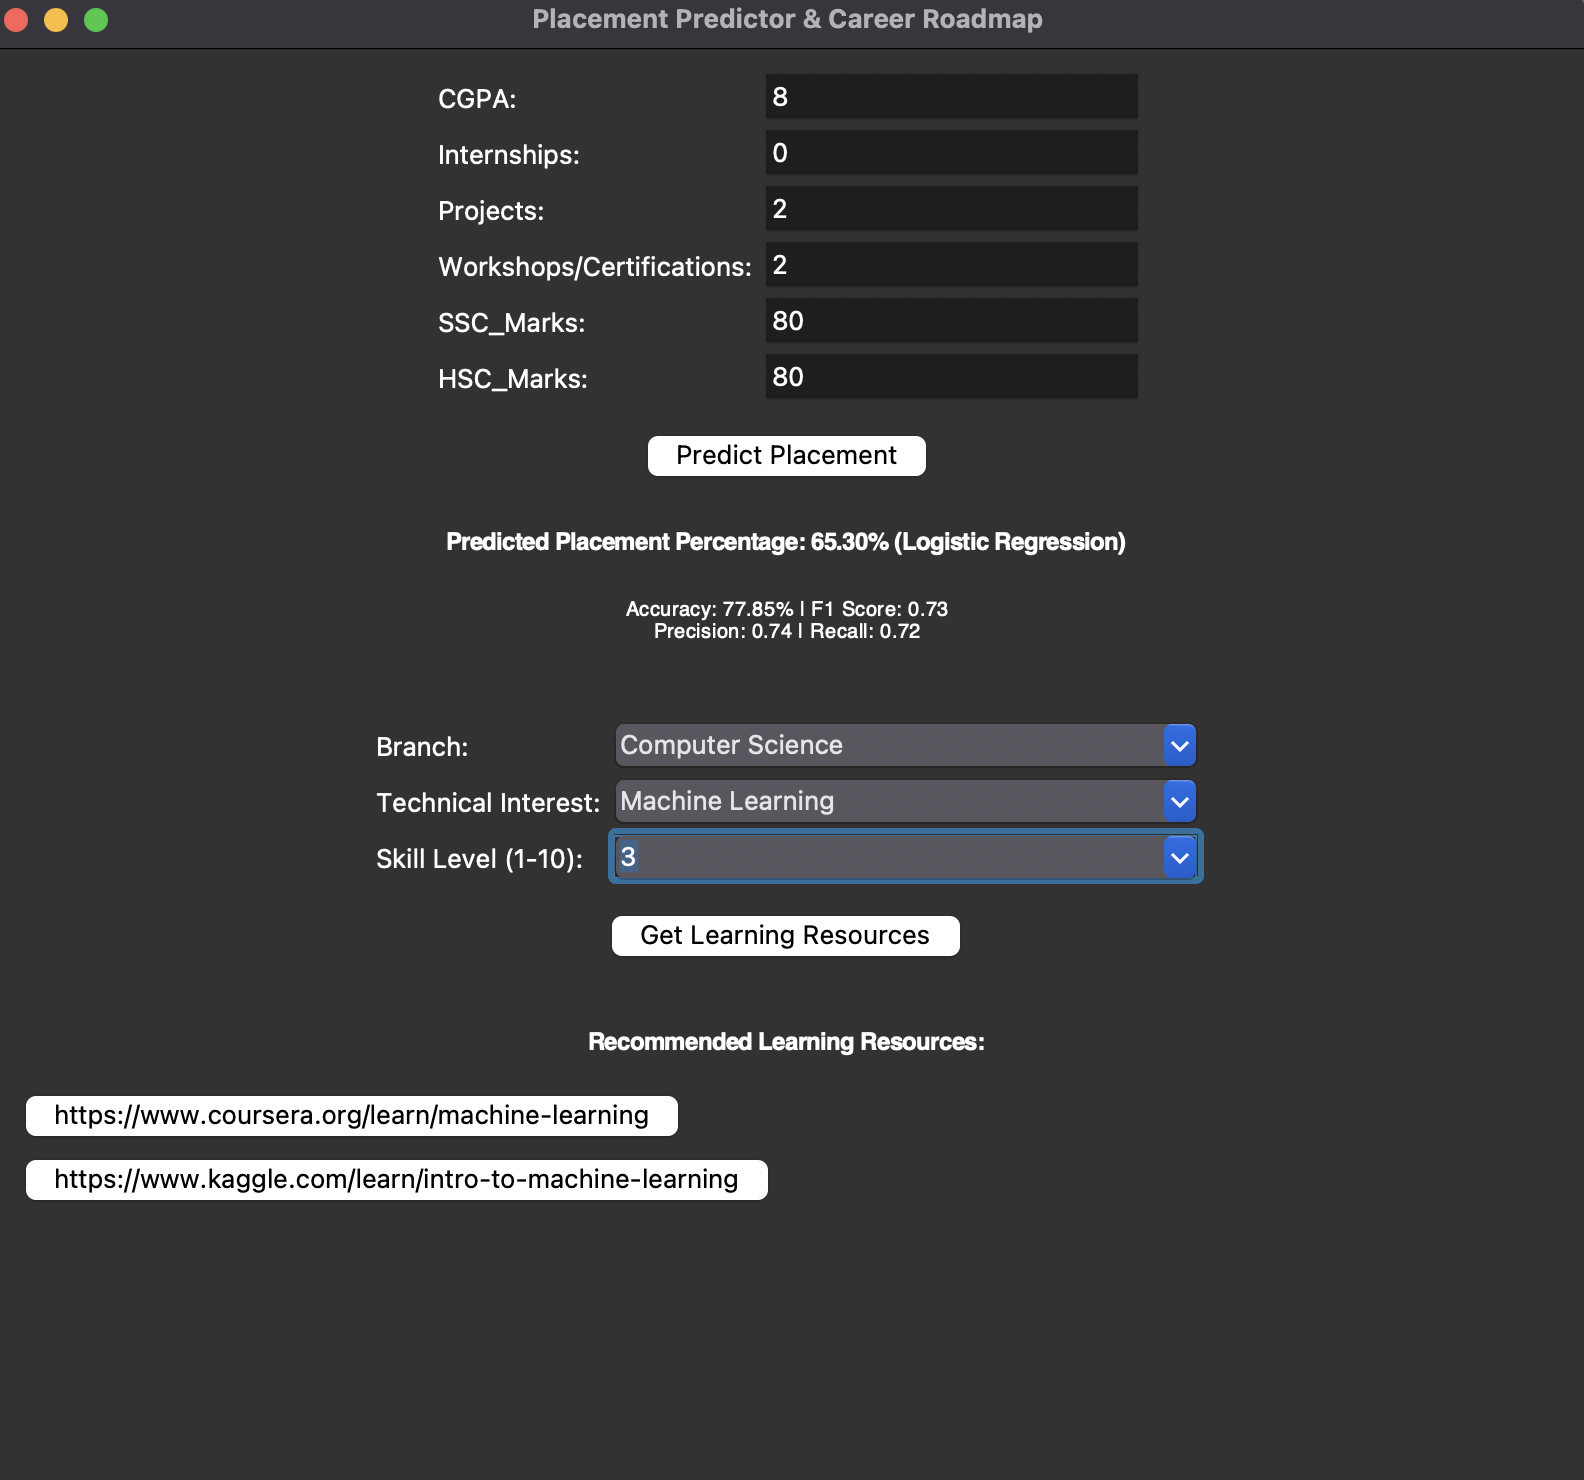 Placement Predictor & Career Roadmap
CGPA: 8
Internships: 0
Projects: 2
Workshops/Certifications: 2
SSC_Marks: 80
HSC_Marks: 80
Predict Placement
Predicted Placement Percentage: 65.30% (Logistic Regression)
Accuracy: 77.85% | F1 Score: 0.73
Precision: 0.74 | Recall: 0.72
Branch: Computer Science
Technical Interest: Machine Learning
Skill Level (1-10): 3
Get Learning Resources
Recommended Learning Resources:
https://www.coursera.org/learn/machine-learning
https://www.kaggle.com/learn/intro-to-machine-learning